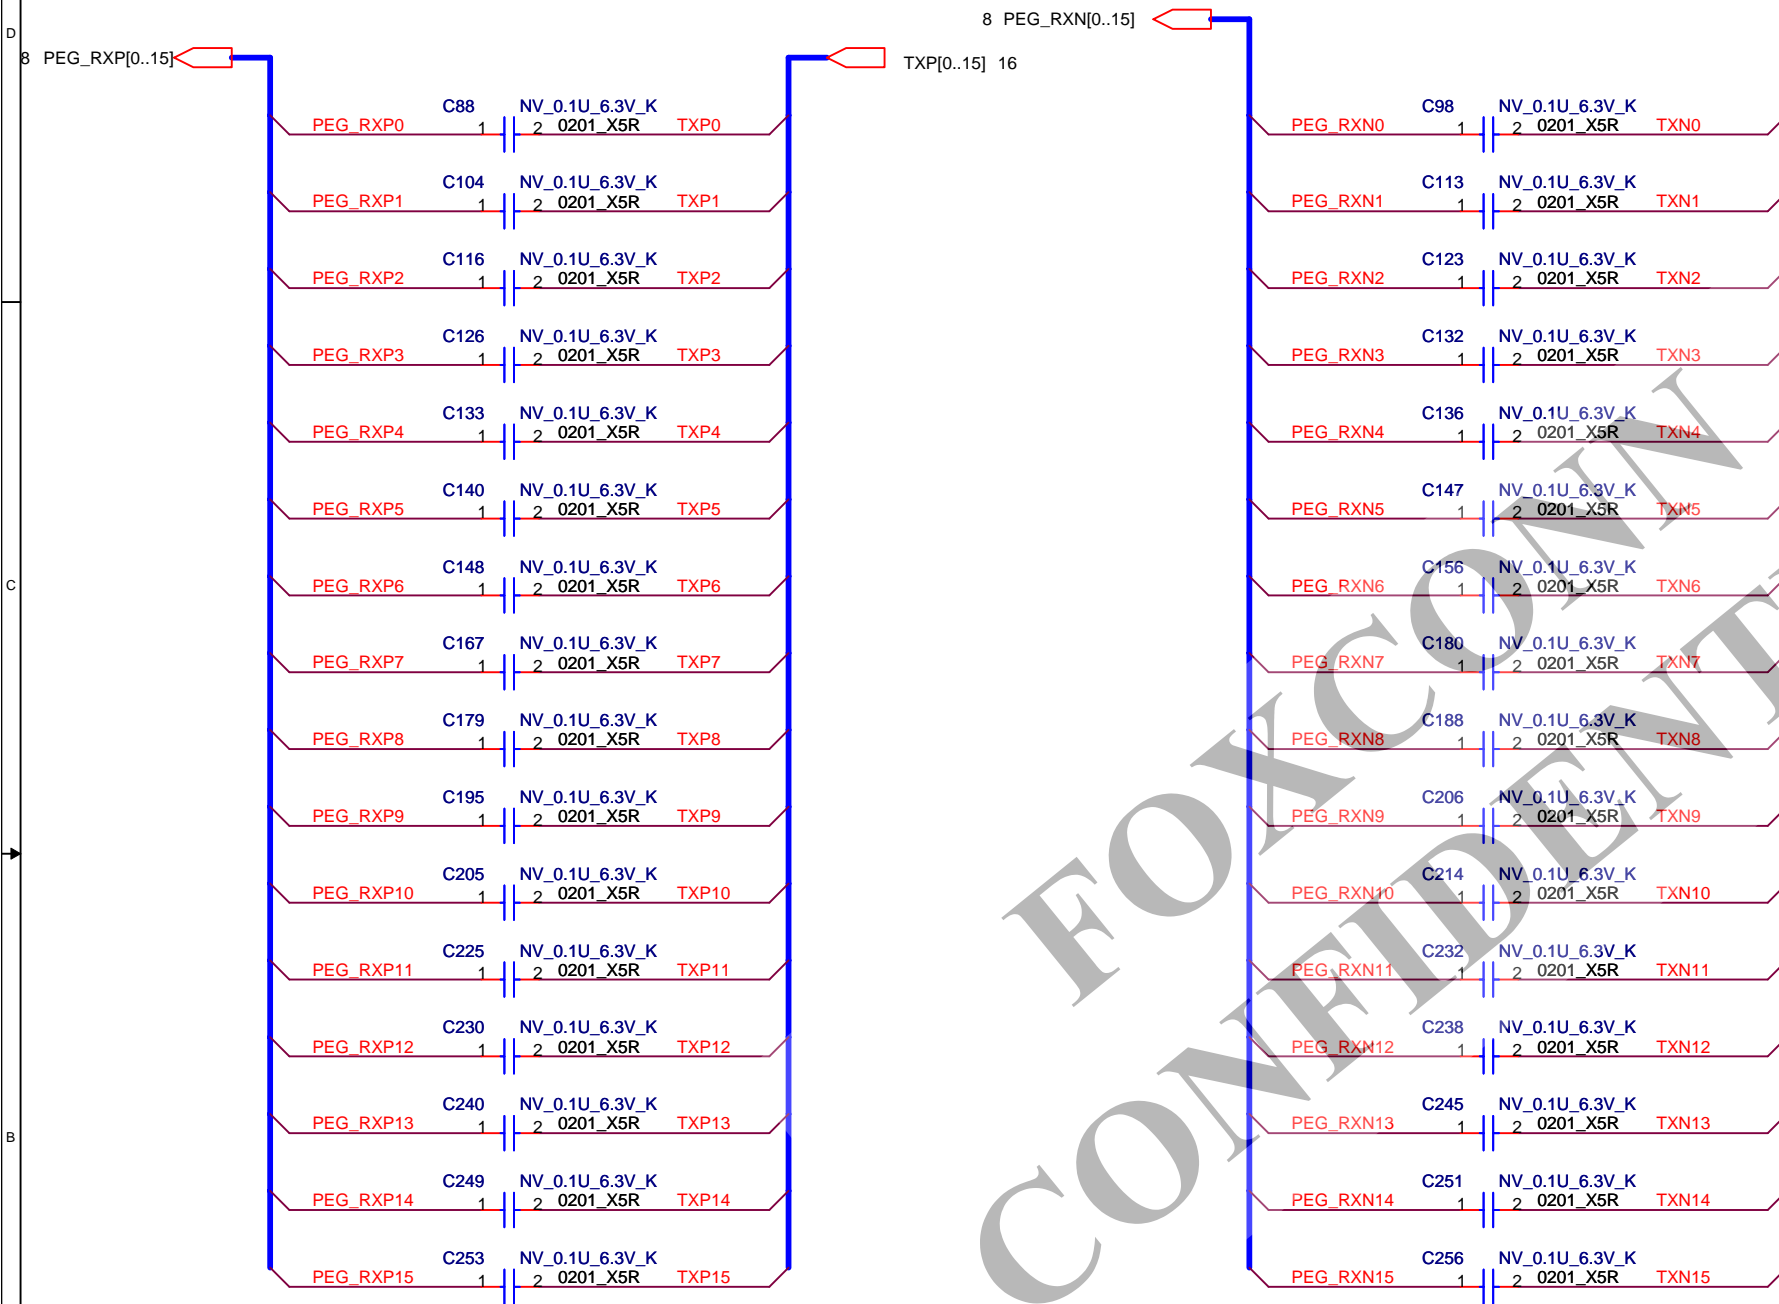 D
8 PEG_RXN[0..15]
8 PEG_RXP[0..15]
TXP[0..15] 16
C88 NV_0.1U_6.3V_K
PEG_RXP0 1 2 0201_X5R TXP0
C104 NV_0.1U_6.3V_K
PEG_RXP1 1 2 0201_X5R TXP1
C116 NV_0.1U_6.3V_K
PEG_RXP2 1 2 0201_X5R TXP2
C126 NV_0.1U_6.3V_K
PEG_RXP3 1 2 0201_X5R TXP3
C133 NV_0.1U_6.3V_K
PEG_RXP4 1 2 0201_X5R TXP4
C140 NV_0.1U_6.3V_K
PEG_RXP5 1 2 0201_X5R TXP5
C
C148 NV_0.1U_6.3V_K
PEG_RXP6 1 2 0201_X5R TXP6
C167 NV_0.1U_6.3V_K
PEG_RXP7 1 2 0201_X5R TXP7
C179 NV_0.1U_6.3V_K
PEG_RXP8 1 2 0201_X5R TXP8
C195 NV_0.1U_6.3V_K
PEG_RXP9 1 2 0201_X5R TXP9
C205 NV_0.1U_6.3V_K
PEG_RXP10 1 2 0201_X5R TXP10
C225 NV_0.1U_6.3V_K
PEG_RXP11 1 2 0201_X5R TXP11
C230 NV_0.1U_6.3V_K
PEG_RXP12 1 2 0201_X5R TXP12
B
C240 NV_0.1U_6.3V_K
PEG_RXP13 1 2 0201_X5R TXP13
C249 NV_0.1U_6.3V_K
PEG_RXP14 1 2 0201_X5R TXP14
C253 NV_0.1U_6.3V_K
PEG_RXP15 1 2 0201_X5R TXP15
C98 NV_0.1U_6.3V_K
PEG_RXN0 1 2 0201_X5R TXN0
C113 NV_0.1U_6.3V_K
PEG_RXN1 1 2 0201_X5R TXN1
C123 NV_0.1U_6.3V_K
PEG_RXN2 1 2 0201_X5R TXN2
C132 NV_0.1U_6.3V_K
PEG_RXN3 1 2 0201_X5R TXN3
C136 NV_0.1U_6.3V_K
PEG_RXN4 1 2 0201_X5R TXN4
C147 NV_0.1U_6.3V_K
PEG_RXN5 1 2 0201_X5R TXN5
C156 NV_0.1U_6.3V_K
PEG_RXN6 1 2 0201_X5R TXN6
C180 NV_0.1U_6.3V_K
PEG_RXN7 1 2 0201_X5R TXN7
C188 NV_0.1U_6.3V_K
PEG_RXN8 1 2 0201_X5R TXN8
C206 NV_0.1U_6.3V_K
PEG_RXN9 1 2 0201_X5R TXN9
C214 NV_0.1U_6.3V_K
PEG_RXN10 1 2 0201_X5R TXN10
C232 NV_0.1U_6.3V_K
PEG_RXN11 1 2 0201_X5R TXN11
C238 NV_0.1U_6.3V_K
PEG_RXN12 1 2 0201_X5R TXN12
C245 NV_0.1U_6.3V_K
PEG_RXN13 1 2 0201_X5R TXN13
C251 NV_0.1U_6.3V_K
PEG_RXN14 1 2 0201_X5R TXN14
C256 NV_0.1U_6.3V_K
PEG_RXN15 1 2 0201_X5R TXN15
FOXCONN
CONFIDENT